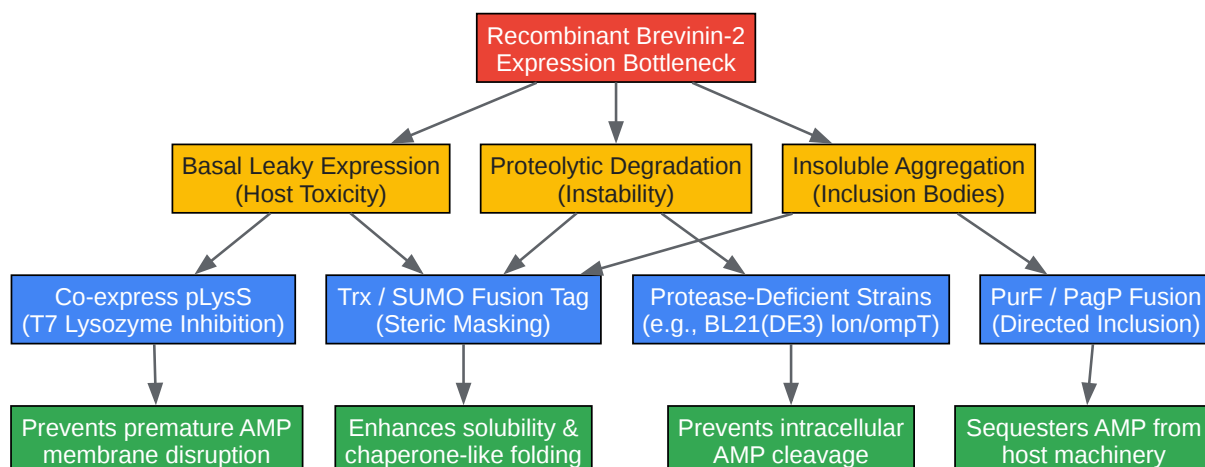 Recombinant Brevinin-2
Expression Bottleneck
Basal Leaky Expression
(Host Toxicity)
Proteolytic Degradation
(Instability)
Insoluble Aggregation
(Inclusion Bodies)
Co-express pLysS
(T7 Lysozyme Inhibition)
Trx / SUMO Fusion Tag
(Steric Masking)
Protease-Deficient Strains
(e.g., BL21(DE3) lon/ompT)
PurF / PagP Fusion
(Directed Inclusion)
Prevents premature AMP
membrane disruption
Enhances solubility &
chaperone-like folding
Prevents intracellular
AMP cleavage
Sequesters AMP from
host machinery